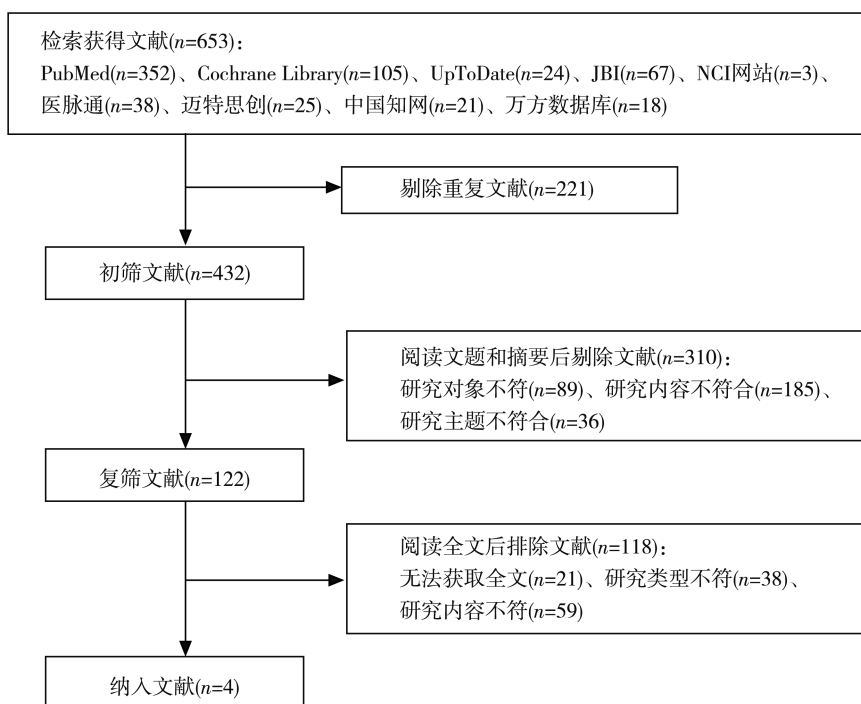 检索获得文献(n=653)：
PubMed(n=352)、Cochrane Library(n=105)、UpToDate(n=24)、JBI(n=67)、NCI网站(n=3)、
医脉通(n=38)、迈特思创(n=25)、中国知网(n=21)、万方数据库(n=18)
剔除重复文献(n=221)
初筛文献(n=432)
阅读文题和摘要后剔除文献(n=310)：
研究对象不符(n=89)、研究内容不符合(n=185)、
研究主题不符合(n=36)
复筛文献(n=122)
阅读全文后排除文献(n=118)：
无法获取全文(n=21)、研究类型不符(n=38)、
研究内容不符(n=59)
纳入文献(n=4)